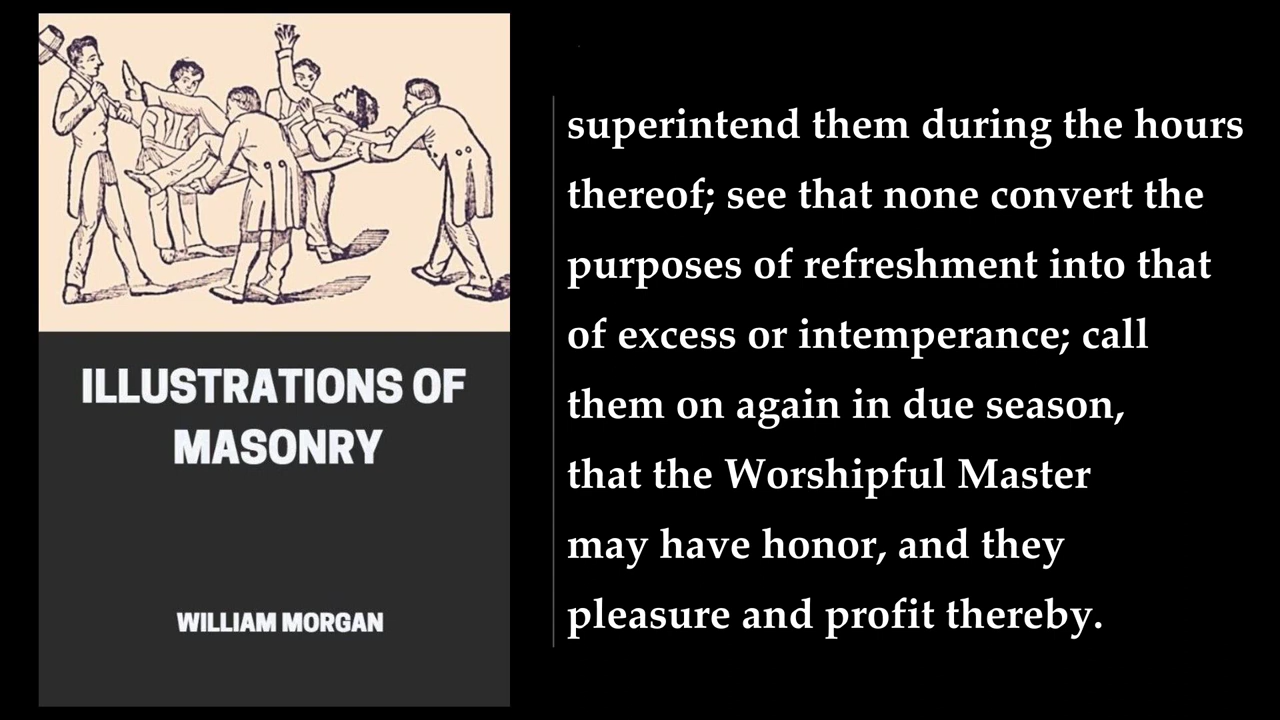 ILLUSTRATIONS OF
MASONRY
WILLIAM MORGAN
superintend them during the hours
thereof; see that none convert the
purposes of refreshment into that
of excess or intemperance; call
them on again in due season,
that the Worshipful Master
may have honor, and they
pleasure and profit thereby.